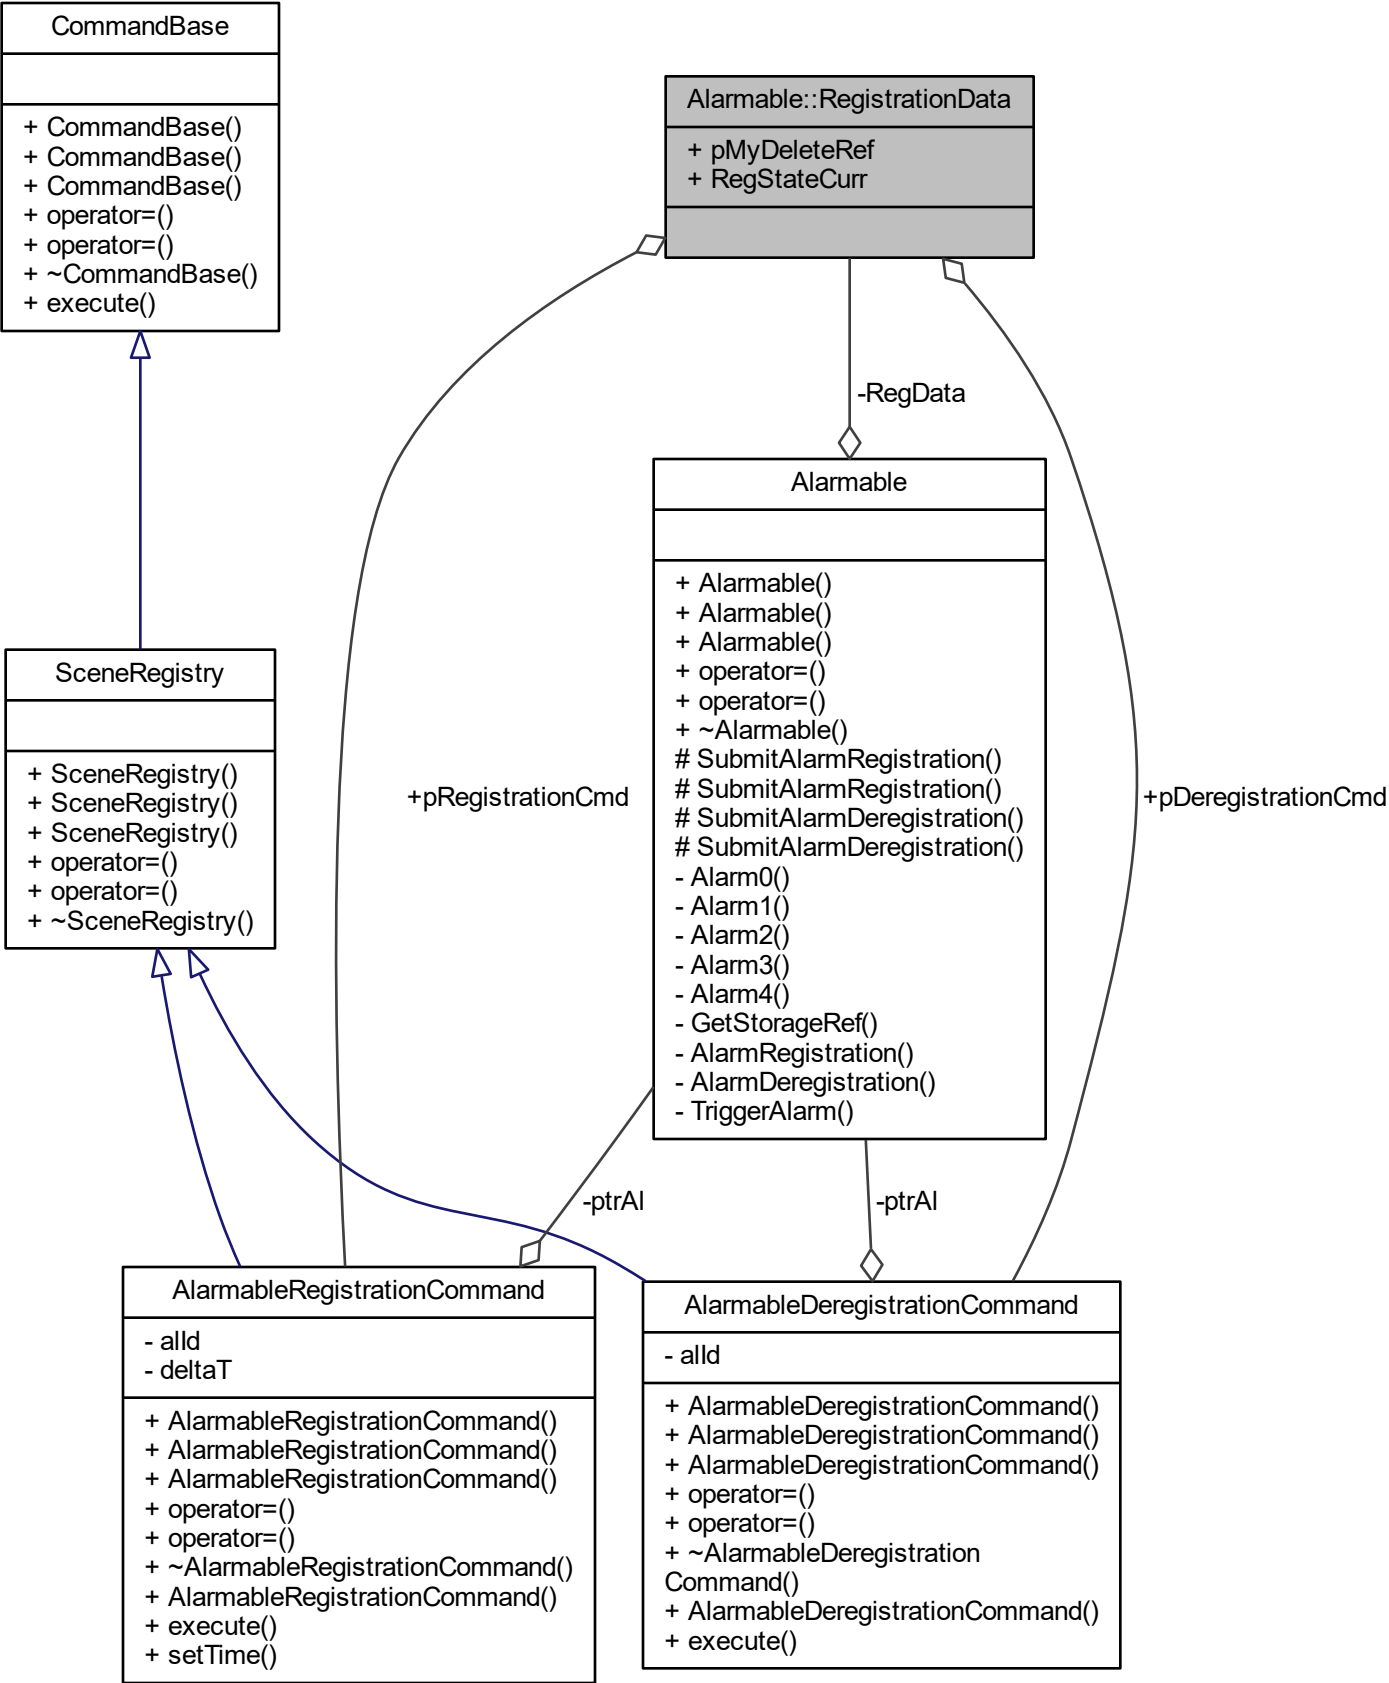 CommandBase
+ CommandBase()
+ CommandBase()
+ CommandBase()
+ operator=()
+ operator=()
+ ~CommandBase()
+ execute()
Alarmable::RegistrationData
+ pMyDeleteRef
+ RegStateCurr
-RegData
Alarmable
+ Alarmable()
+ Alarmable()
+ Alarmable()
+ operator=()
+ operator=()
+ ~Alarmable()
# SubmitAlarmRegistration()
# SubmitAlarmRegistration()
# SubmitAlarmDeregistration()
# SubmitAlarmDeregistration()
- Alarm0()
- Alarm1()
- Alarm2()
- Alarm3()
- Alarm4()
- GetStorageRef()
- AlarmRegistration()
- AlarmDeregistration()
- TriggerAlarm()
SceneRegistry
+ SceneRegistry()
+ SceneRegistry()
+ SceneRegistry()
+ operator=()
+ operator=()
+ ~SceneRegistry()
+pRegistrationCmd
+pDeregistrationCmd
-ptrAl
-ptrAl
AlarmableRegistrationCommand
- alId
- deltaT
+ AlarmableRegistrationCommand()
+ AlarmableRegistrationCommand()
+ AlarmableRegistrationCommand()
+ operator=()
+ operator=()
+ ~AlarmableRegistrationCommand()
+ AlarmableRegistrationCommand()
+ execute()
+ setTime()
AlarmableDeregistrationCommand
- alId
+ AlarmableDeregistrationCommand()
+ AlarmableDeregistrationCommand()
+ AlarmableDeregistrationCommand()
+ operator=()
+ operator=()
+ ~AlarmableDeregistration
Command()
+ AlarmableDeregistrationCommand()
+ execute()